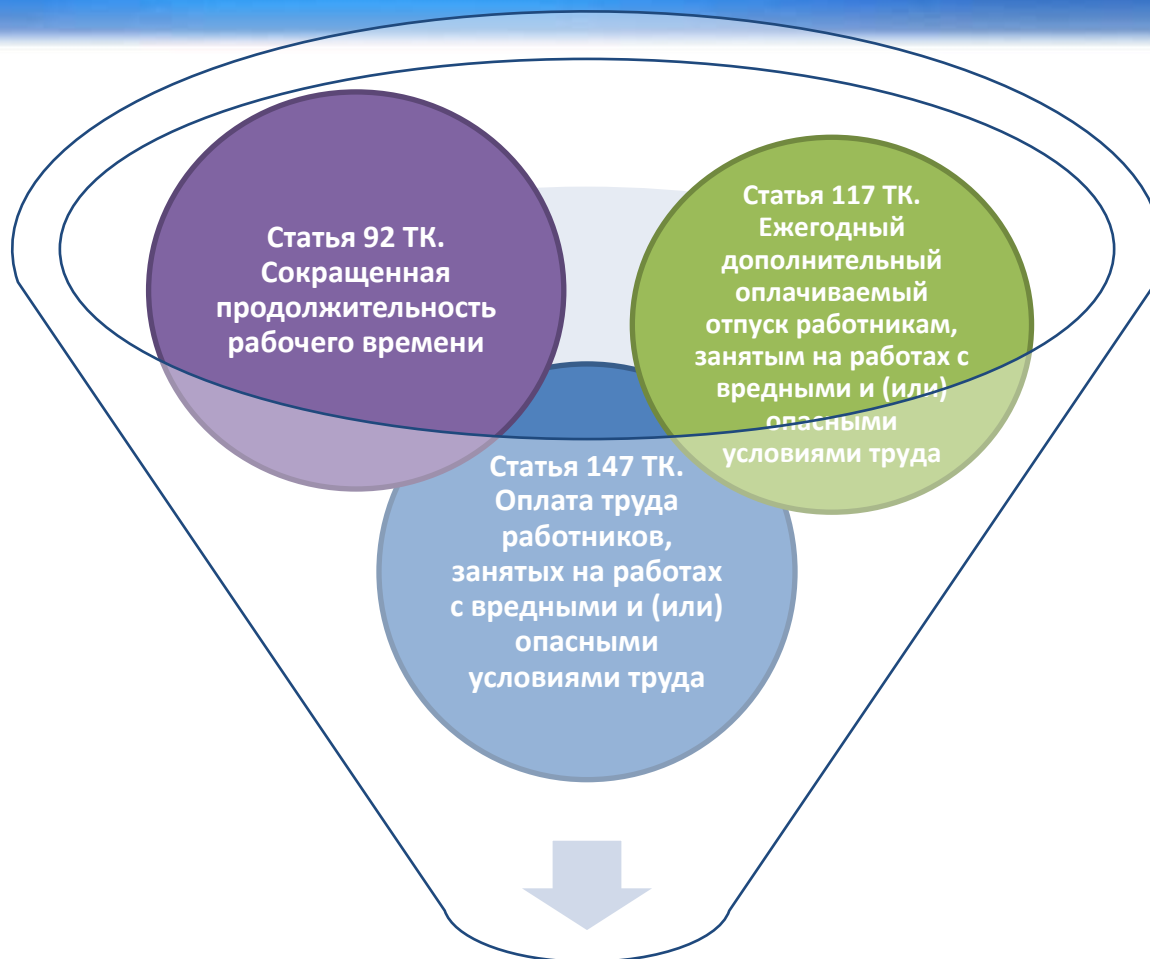 Статья 92 ТК.
Сокращенная
продолжительность
рабочего времени
Статья 117 ТК.
Ежегодный
дополнительный
оплачиваемый
отпуск работникам,
занятым на работах с
вредными и (или)
опасными
условиями труда
Статья 147 ТК.
Оплата труда
работников,
занятых на работах
с вредными и (или)
опасными
условиями труда